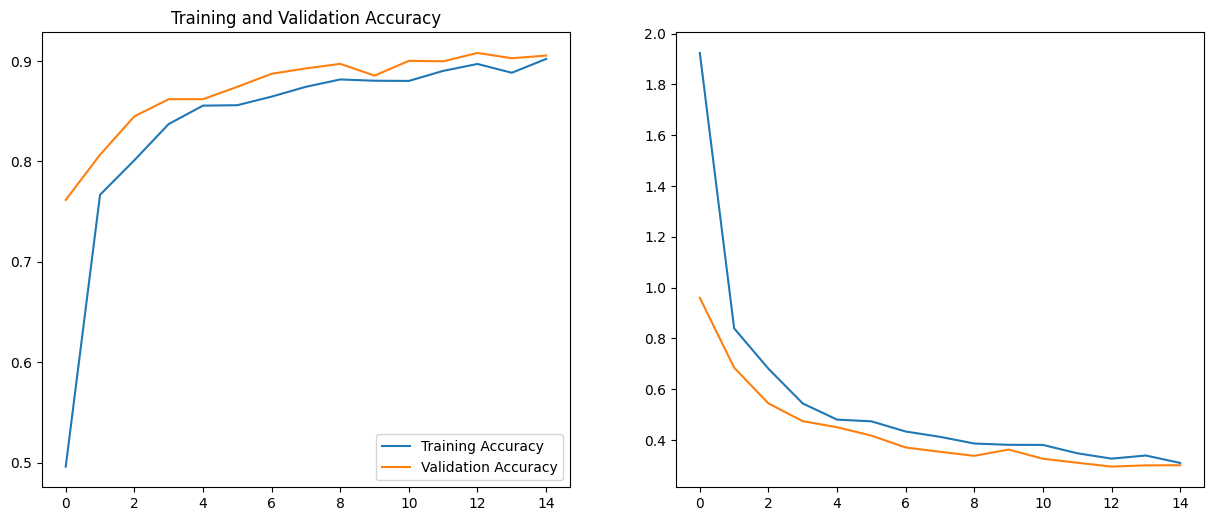 Training and Validation Accuracy
0.9
0.8
0.7
0.6
0.5
Training Accuracy
Validation Accuracy
0 2 4 6 8 10 12 14
2.0
1.8
1.6
1.4
1.2
1.0
0.8
0.6
0.4
0 2 4 6 8 10 12 14